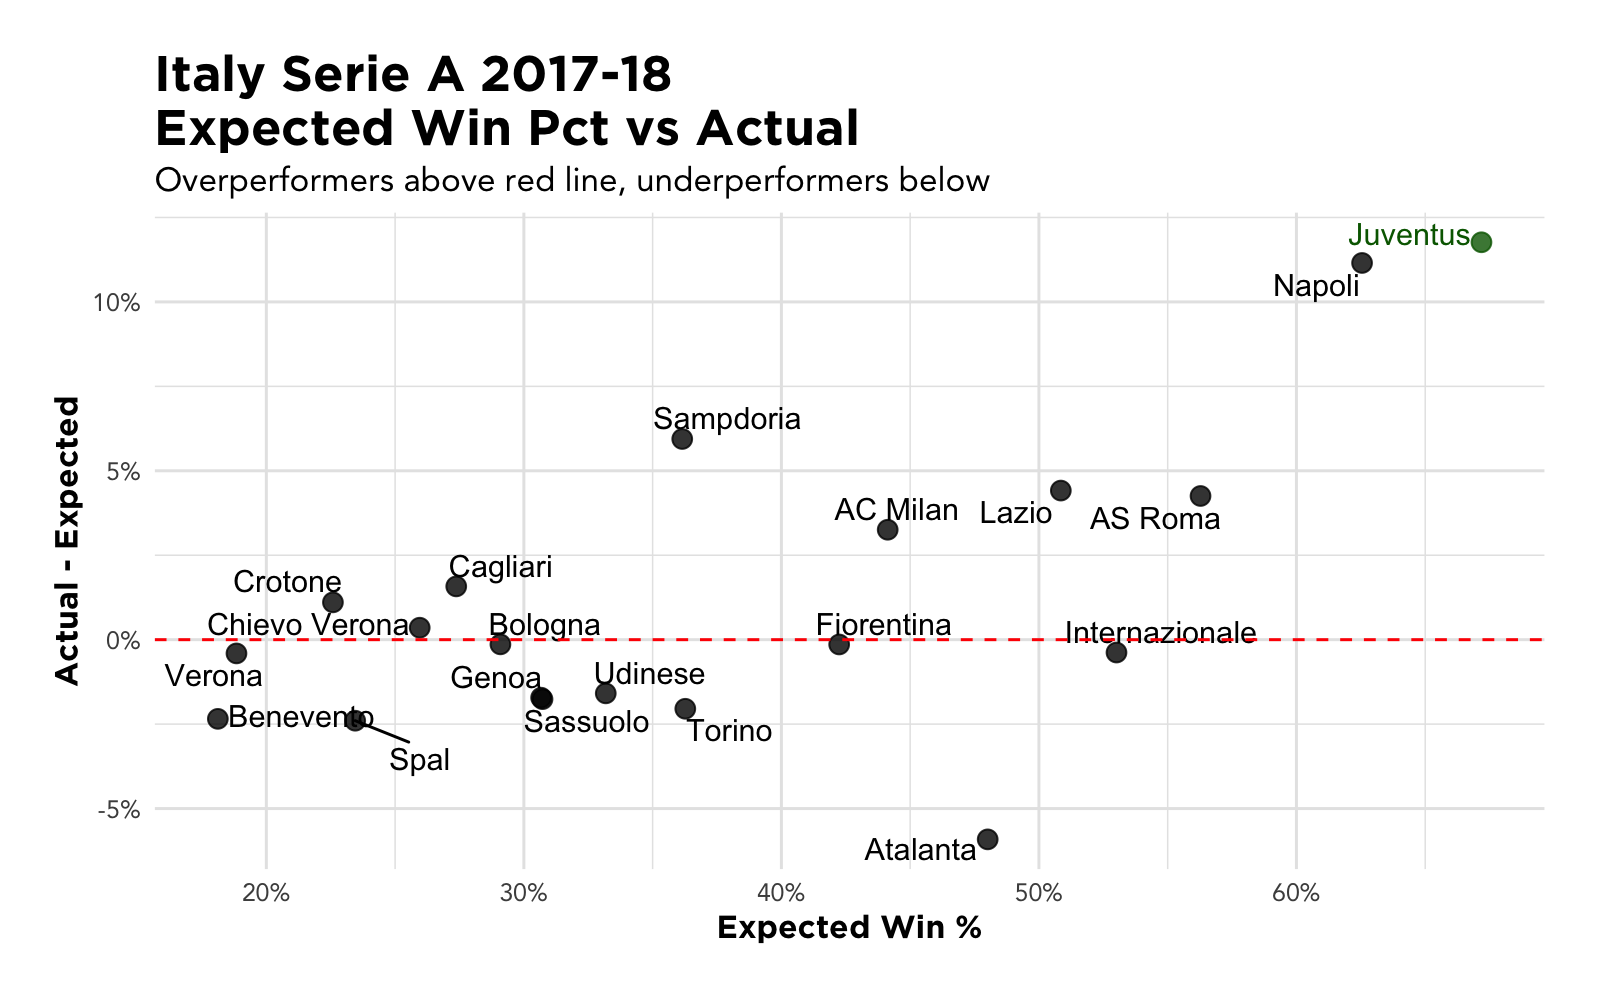 Italy Serie A 2017-18
Expected Win Pct vs Actual
Overperformers above red line, underperformers below
Juventus
Napoli
10%
Sampdoria
5%
AC Milan
Lazio
AS Roma
Cagliari
Crotone
Chievo Verona
Bologna
Fiorentina
Internazionale
0%
Verona
Genoa
Udinese
Benevento
Sassuolo
Torino
Spal
-5%
Atalanta
Actual - Expected
20%
30%
40%
50%
60%
Expected Win %